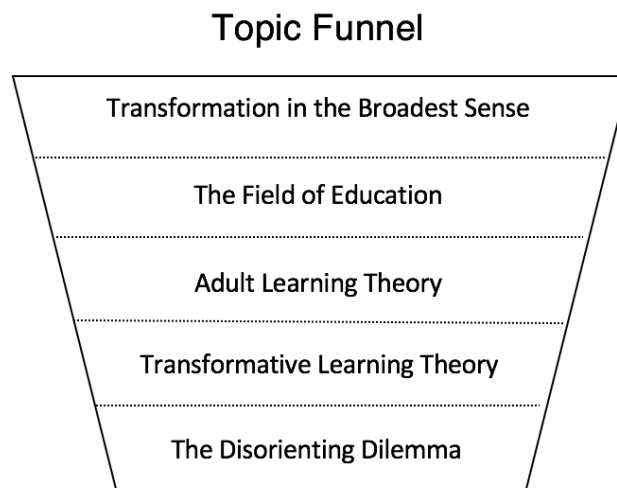 Topic Funnel
Transformation in the Broadest Sense
The Field of Education
Adult Learning Theory
Transformative Learning Theory
The Disorienting Dilemma